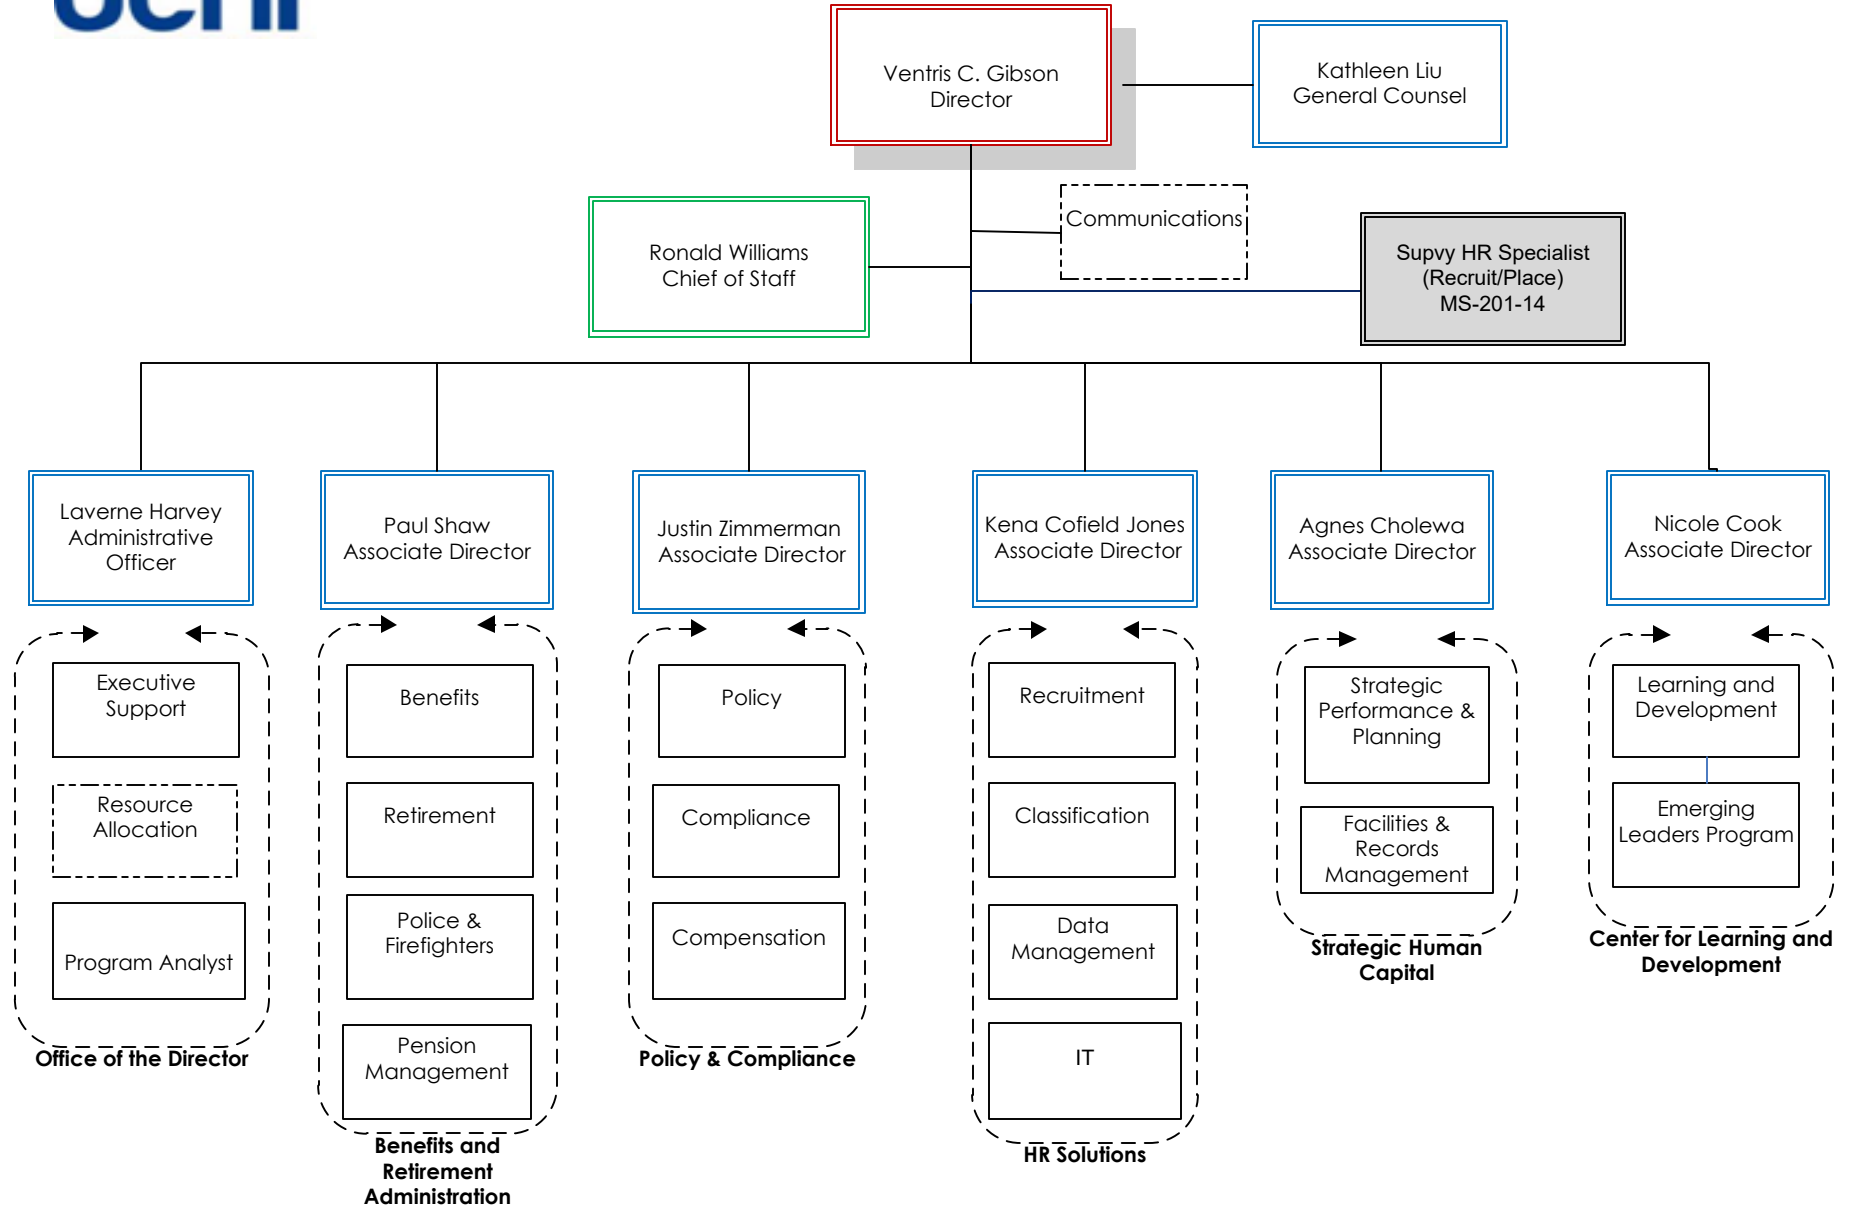 Ventris C. Gibson
Director
Kathleen Liu
General Counsel
Communications
Ronald Williams
Chief of Staff
Supvy HR Specialist
(Recruit/Place)
MS-201-14
Laverne Harvey
Administrative
Officer
Paul Shaw
Associate Director
Justin Zimmerman
Associate Director
Kena Cofield Jones
Associate Director
Agnes Cholewa
Associate Director
Nicole Cook
Associate Director
Executive
Support
Resource
Allocation
Program Analyst
Office of the Director
Benefits
Retirement
Police &
Firefighters
Pension
Management
Benefits and
Retirement
Administration
Policy
Compliance
Compensation
Policy & Compliance
Recruitment
Classification
Data
Management
IT
HR Solutions
Strategic
Performance &
Planning
Facilities &
Records
Management
Strategic Human
Capital
Learning and
Development
Emerging
Leaders Program
Center for Learning and
Development